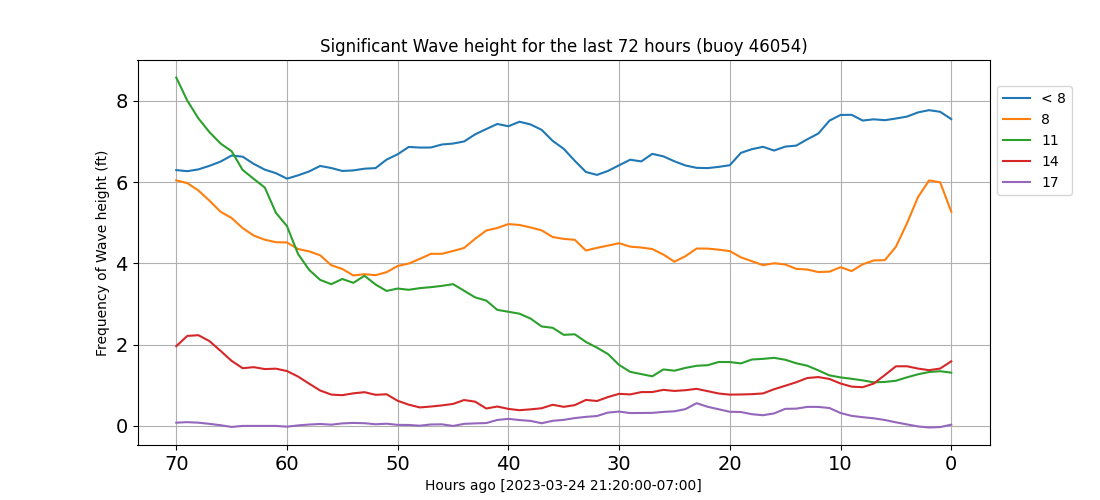 Significant Wave height for the last 72 hours (buoy 46054)
Frequency of Wave height (ft)
8
6
4
2
0
70 60 50 40 30 20 10 0
Hours ago [2023-03-24 21:20:00-07:00]
< 8
8
11
14
17